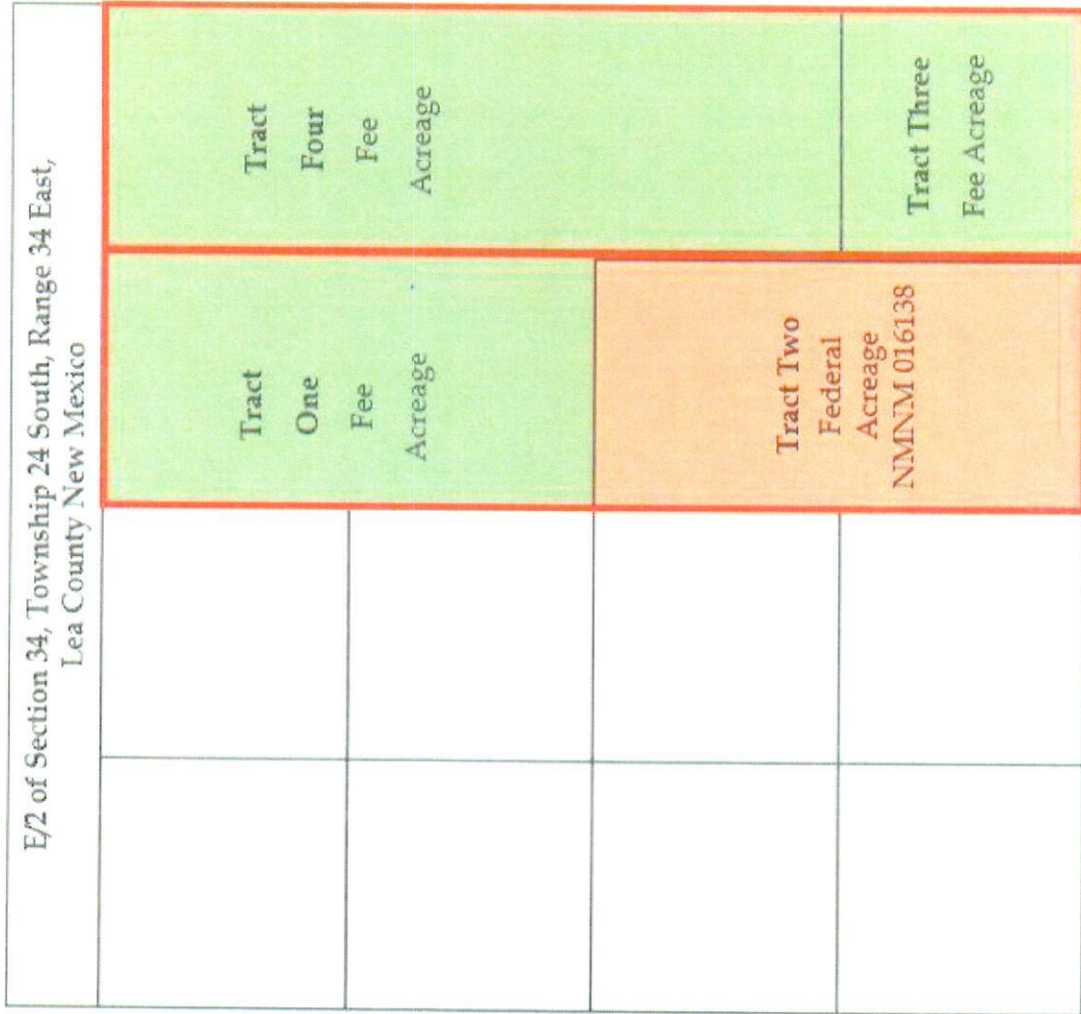 E/2 of Section 34, Township 24 South, Range 34 East,
Lea County New Mexico
Tract
One
Fee
Acreage
Tract
Four
Fee
Acreage
Tract Two
Federal
Acreage
NMNM 016138
Tract Three
Fee Acreage